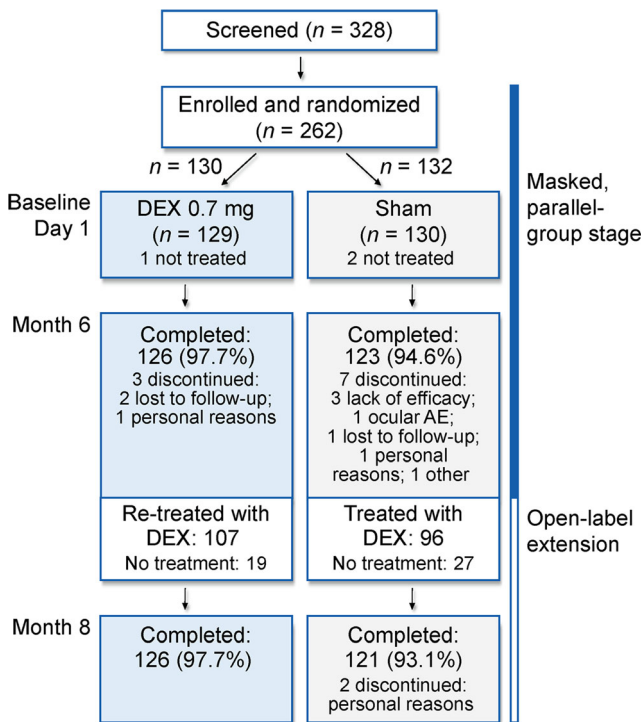 Screened (n = 328)
Enrolled and randomized
(n = 262)
n = 130
n = 132
Baseline
Day 1
DEX 0.7 mg
(n = 129)
1 not treated
Sham
(n = 130)
2 not treated
Masked,
parallel-
group stage
Month 6
Completed:
126 (97.7%)
3 discontinued:
2 lost to follow-up;
1 personal reasons
Completed:
123 (94.6%)
7 discontinued:
3 lack of efficacy;
1 ocular AE;
1 lost to follow-up;
1 personal
reasons; 1 other
Re-treated with
DEX: 107
No treatment: 19
Treated with
DEX: 96
No treatment: 27
Open-label
extension
Month 8
Completed:
126 (97.7%)
Completed:
121 (93.1%)
2 discontinued:
personal reasons